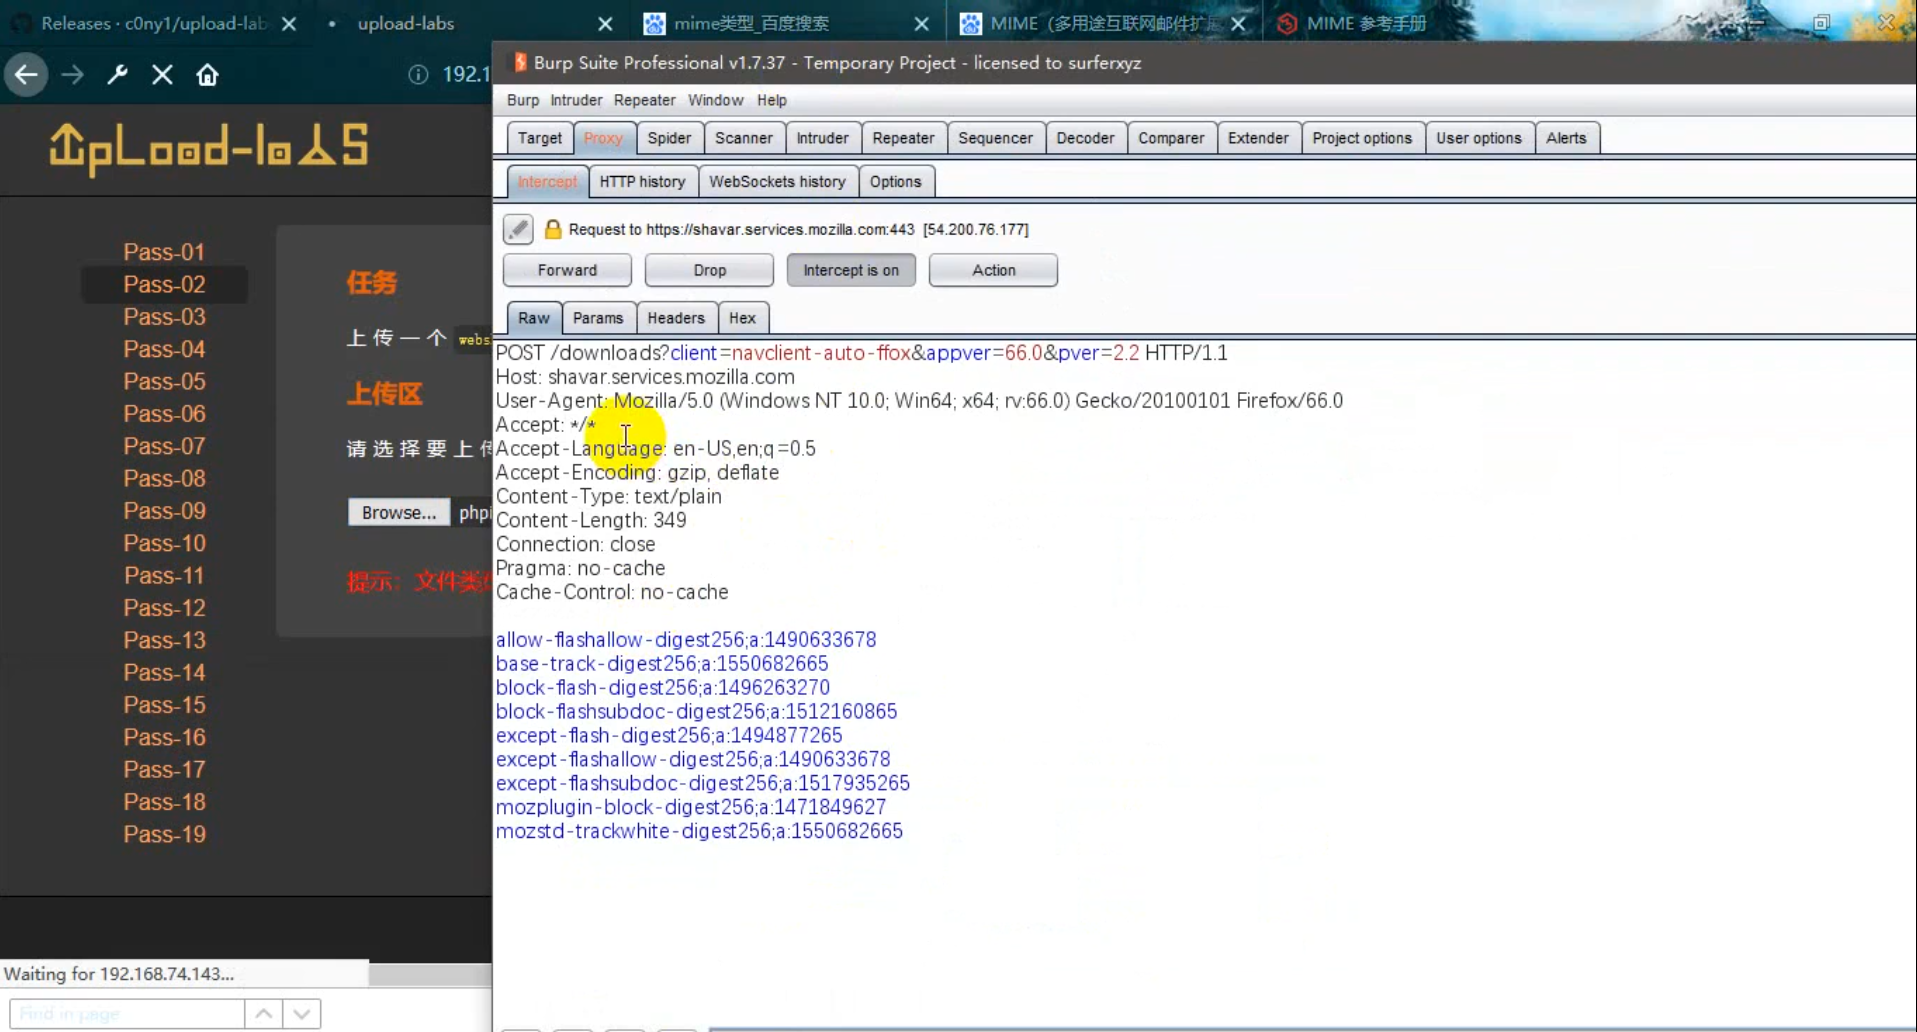 Releases · c0ny1/upload-lab
upload-labs
mime类型_百度搜索
MIME（多用途互联网邮件扩展
MIME 参考手册
192.1
Burp Suite Professional v1.7.37 - Temporary Project - licensed to surferxyz
Burp Intruder Repeater Window Help
Target Proxy Spider Scanner Intruder Repeater Sequencer Decoder Comparer Extender Project options User options Alerts
Intercept HTTP history WebSockets history Options
Request to https://shavar.services.mozilla.com:443 [54.200.76.177]
Forward Drop Intercept is on Action
Raw Params Headers Hex
POST /downloads?client=navclient-auto-ffox&appver=66.0&pver=2.2 HTTP/1.1
Host: shavar.services.mozilla.com
User-Agent: Mozilla/5.0 (Windows NT 10.0; Win64; x64; rv:66.0) Gecko/20100101 Firefox/66.0
Accept: */*
Accept-Language: en-US,en;q=0.5
Accept-Encoding: gzip, deflate
Content-Type: text/plain
Content-Length: 349
Connection: close
Pragma: no-cache
Cache-Control: no-cache
allow-flashallow-digest256;a:1490633678
base-track-digest256;a:1550682665
block-flash-digest256;a:1496263270
block-flashsubdoc-digest256;a:1512160865
except-flash-digest256;a:1494877265
except-flashallow-digest256;a:1490633678
except-flashsubdoc-digest256;a:1517935265
mozplugin-block-digest256;a:1471849627
mozstd-trackwhite-digest256;a:1550682665
UpLoad-labS
Pass-01
Pass-02
Pass-03
Pass-04
Pass-05
Pass-06
Pass-07
Pass-08
Pass-09
Pass-10
Pass-11
Pass-12
Pass-13
Pass-14
Pass-15
Pass-16
Pass-17
Pass-18
Pass-19
任务
上传一个 webs
上传区
请选择要上传
Browse... phpi
提示：文件类
Waiting for 192.168.74.143...
Find in page